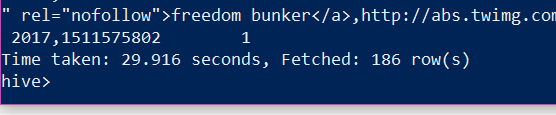 " rel="nofollow">freedom bunker</a>,http://abs.twimg.com
2017,1511575802 1
Time taken: 29.916 seconds, Fetched: 186 row(s)
hive>